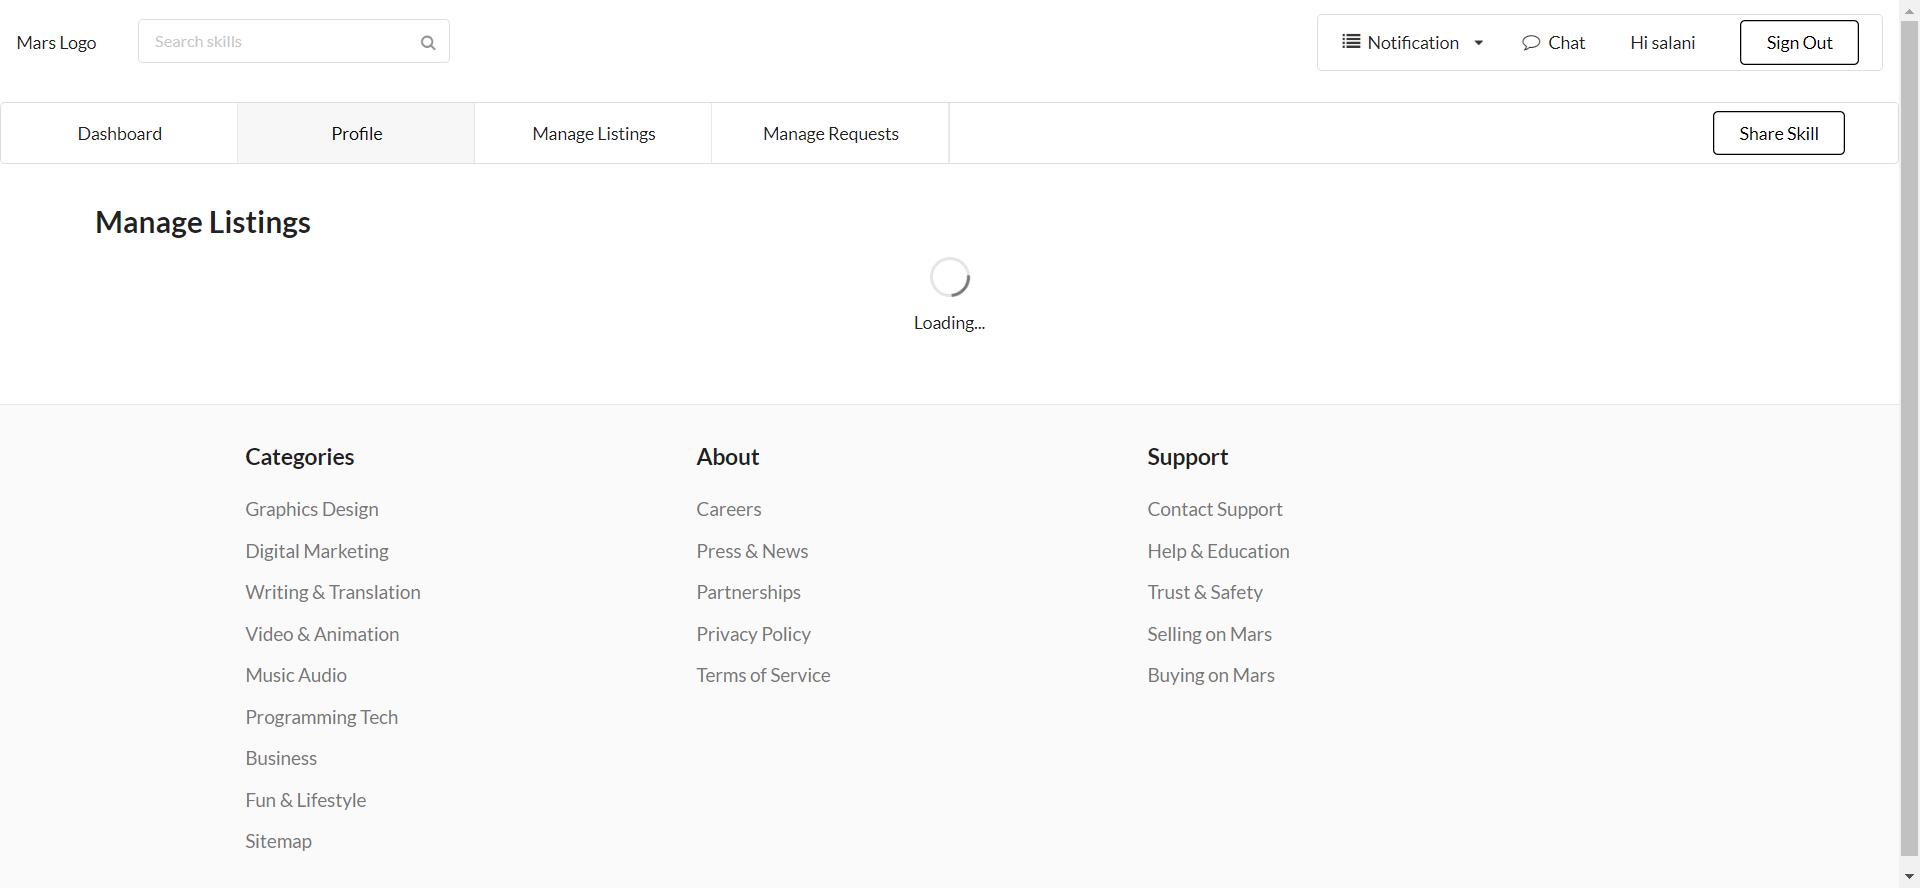 Mars Logo
Search skills
Notification
Chat
Hi salani
Sign Out
Dashboard
Profile
Manage Listings
Manage Requests
Share Skill
Manage Listings
Loading...
Categories
Graphics Design
Digital Marketing
Writing & Translation
Video & Animation
Music Audio
Programming Tech
Business
Fun & Lifestyle
Sitemap
About
Careers
Press & News
Partnerships
Privacy Policy
Terms of Service
Support
Contact Support
Help & Education
Trust & Safety
Selling on Mars
Buying on Mars